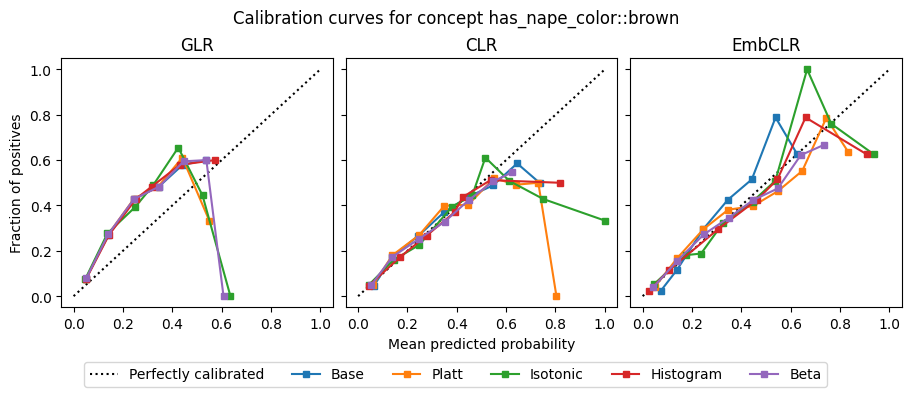 Calibration curves for concept has_nape_color::brown
GLR
CLR
EmbCLR
Fraction of positives
1.0
0.8
0.6
0.4
0.2
0.0
0.0 0.2 0.4 0.6 0.8 1.0
0.0 0.2 0.4 0.6 0.8 1.0
0.0 0.2 0.4 0.6 0.8 1.0
Mean predicted probability
Perfectly calibrated Base Platt Isotonic Histogram Beta